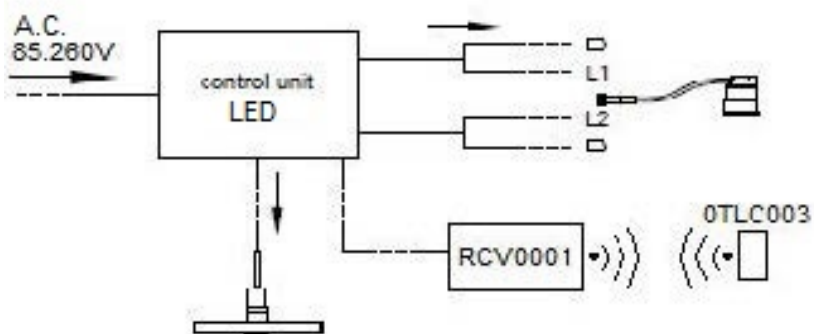 A.C.
85.260V
control unit
LED
L1
L2
RCV0001
0TLC003